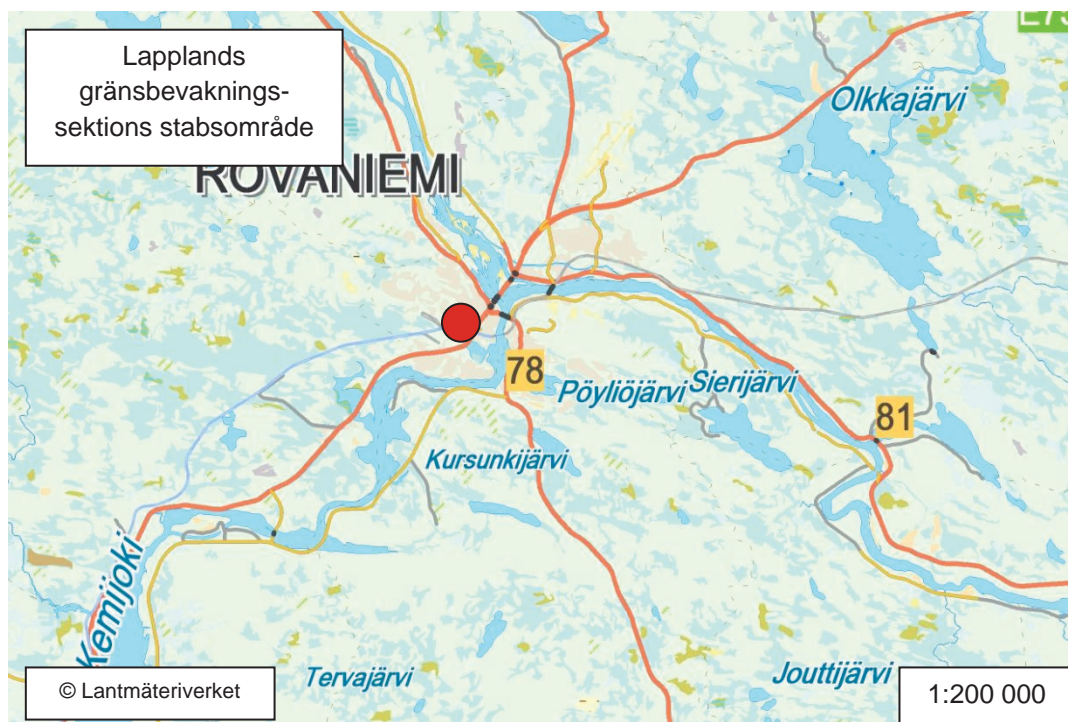 Lapplands
gränsbevaknings-
sektions stabsområde
Olkkajärvi
ROVANIEMI
78
Pöyliöjärvi
Sierijärvi
81
Kursunkijärvi
Kemijoki
Tervajärvi
Jouttijärvi
© Lantmäteriverket
1:200 000